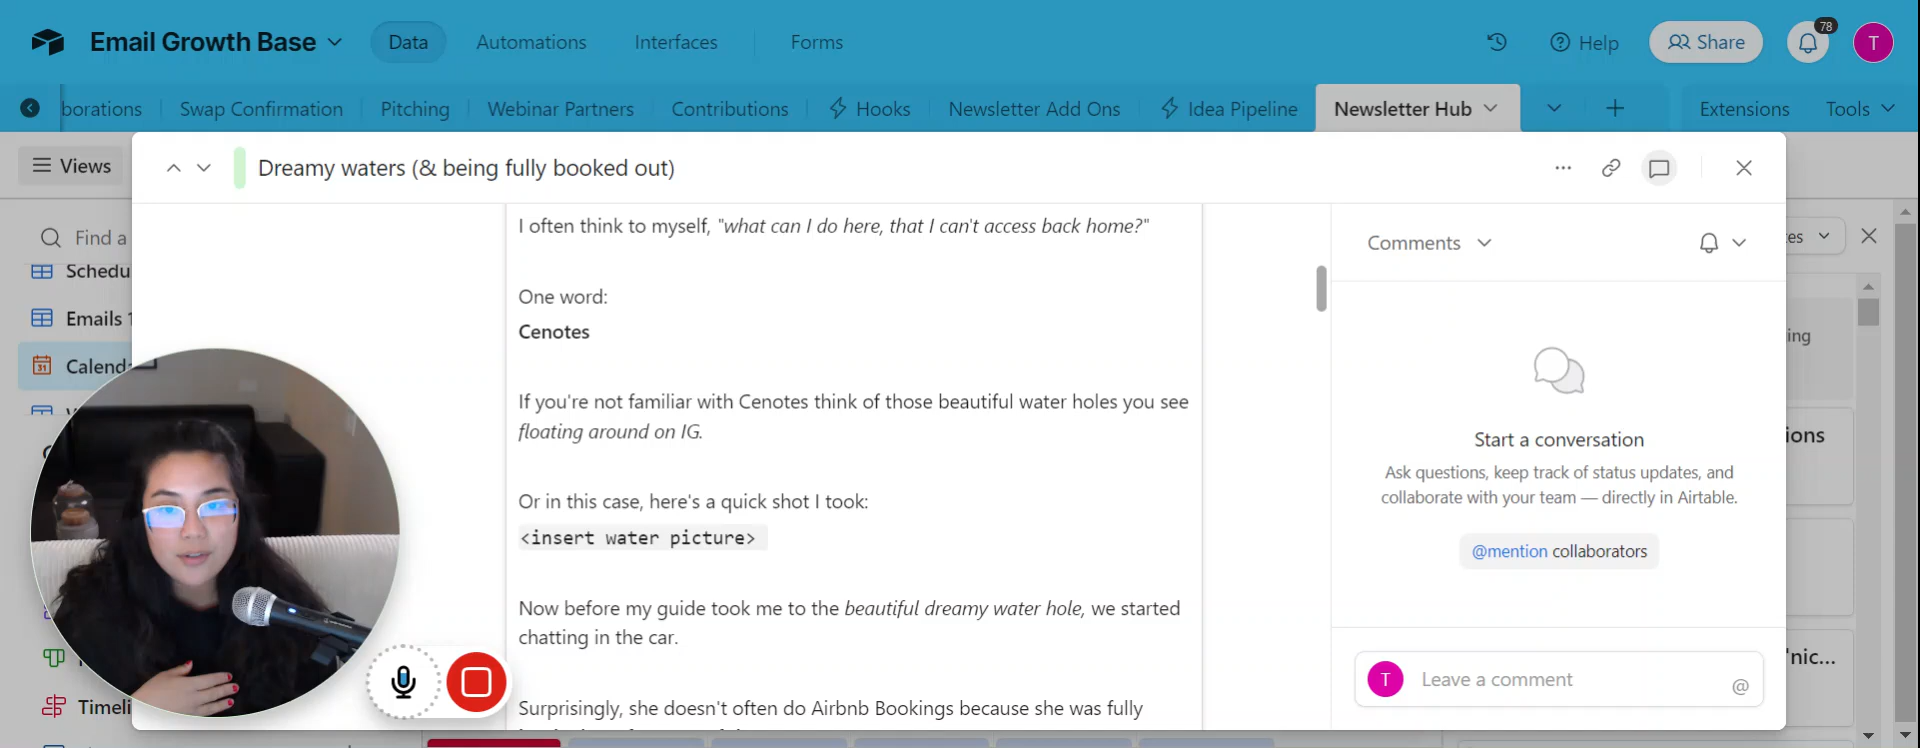 Email Growth Base
Data
Automations
Interfaces
Forms
Help
Share
78
T
borations
Swap Confirmation
Pitching
Webinar Partners
Contributions
Hooks
Newsletter Add Ons
Idea Pipeline
Newsletter Hub
Extensions
Tools
Views
Dreamy waters (& being fully booked out)
Find a
Schedu
Emails
31
Calenda
Timeli
I often think to myself, "what can I do here, that I can't access back home?"
One word:
Cenotes
If you're not familiar with Cenotes think of those beautiful water holes you see
floating around on IG.
Or in this case, here's a quick shot I took:
<insert water picture>
Now before my guide took me to the beautiful dreamy water hole, we started
chatting in the car.
Surprisingly, she doesn't often do Airbnb Bookings because she was fully
Comments
Start a conversation
Ask questions, keep track of status updates, and
collaborate with your team — directly in Airtable.
@mention collaborators
T
Leave a comment
@
es
ing
ions
'nic...